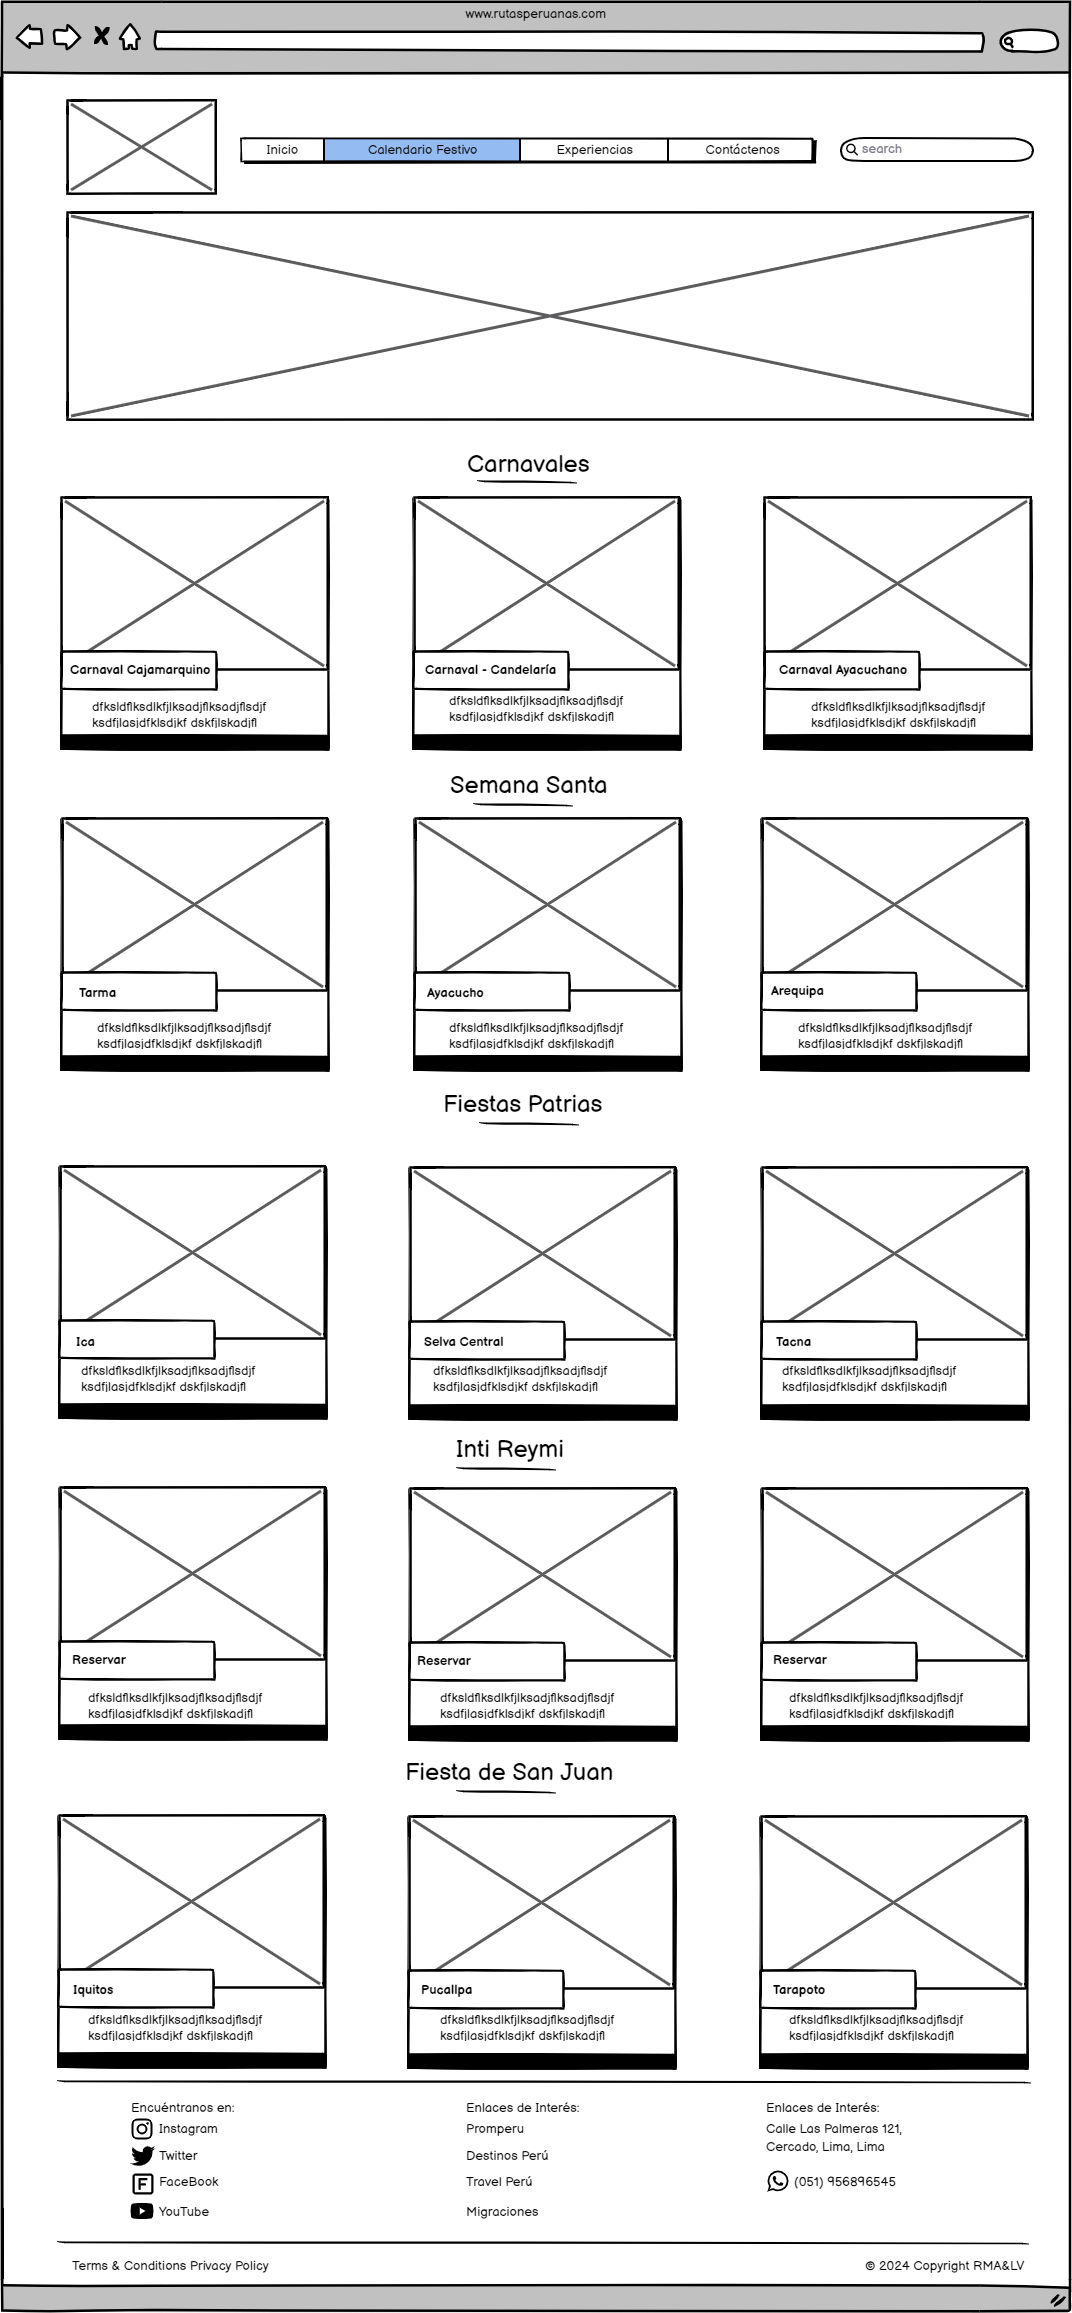 www.rutasperuanas.com
Inicio Calendario Festivo Experiencias Contáctenos search
Carnavales
Carnaval Cajamarquino Carnaval - Candelaría Carnaval Ayacuchano
dfksldflksdlkfjlksadjflksadjflsdjf dfksldflksdlkfjlksadjflksadjflsdjf dfksldflksdlkfjlksadjflksadjflsdjf
ksdfjlasjdfklsdjkf dskfjlskadjfl ksdfjlasjdfklsdjkf dskfjlskadjfl ksdfjlasjdfklsdjkf dskfjlskadjfl
Semana Santa
Tarma Ayacucho Arequipa
dfksldflksdlkfjlksadjflksadjflsdjf dfksldflksdlkfjlksadjflksadjflsdjf dfksldflksdlkfjlksadjflksadjflsdjf
ksdfjlasjdfklsdjkf dskfjlskadjfl ksdfjlasjdfklsdjkf dskfjlskadjfl ksdfjlasjdfklsdjkf dskfjlskadjfl
Fiestas Patrias
Ica Selva Central Tacna
dfksldflksdlkfjlksadjflksadjflsdjf dfksldflksdlkfjlksadjflksadjflsdjf dfksldflksdlkfjlksadjflksadjflsdjf
ksdfjlasjdfklsdjkf dskfjlskadjfl ksdfjlasjdfklsdjkf dskfjlskadjfl ksdfjlasjdfklsdjkf dskfjlskadjfl
Inti Reymi
Reservar Reservar Reservar
dfksldflksdlkfjlksadjflksadjflsdjf dfksldflksdlkfjlksadjflksadjflsdjf dfksldflksdlkfjlksadjflksadjflsdjf
ksdfjlasjdfklsdjkf dskfjlskadjfl ksdfjlasjdfklsdjkf dskfjlskadjfl ksdfjlasjdfklsdjkf dskfjlskadjfl
Fiesta de San Juan
Iquitos Pucallpa Tarapoto
dfksldflksdlkfjlksadjflksadjflsdjf dfksldflksdlkfjlksadjflksadjflsdjf dfksldflksdlkfjlksadjflksadjflsdjf
ksdfjlasjdfklsdjkf dskfjlskadjfl ksdfjlasjdfklsdjkf dskfjlskadjfl ksdfjlasjdfklsdjkf dskfjlskadjfl
Encuéntranos en:
Instagram
Twitter
FaceBook
YouTube
Enlaces de Interés:
Promperu
Destinos Perú
Travel Perú
Migraciones
Enlaces de Interés:
Calle Las Palmeras 121,
Cercado, Lima, Lima
(051) 956896545
Terms & Conditions Privacy Policy © 2024 Copyright RMA&LV